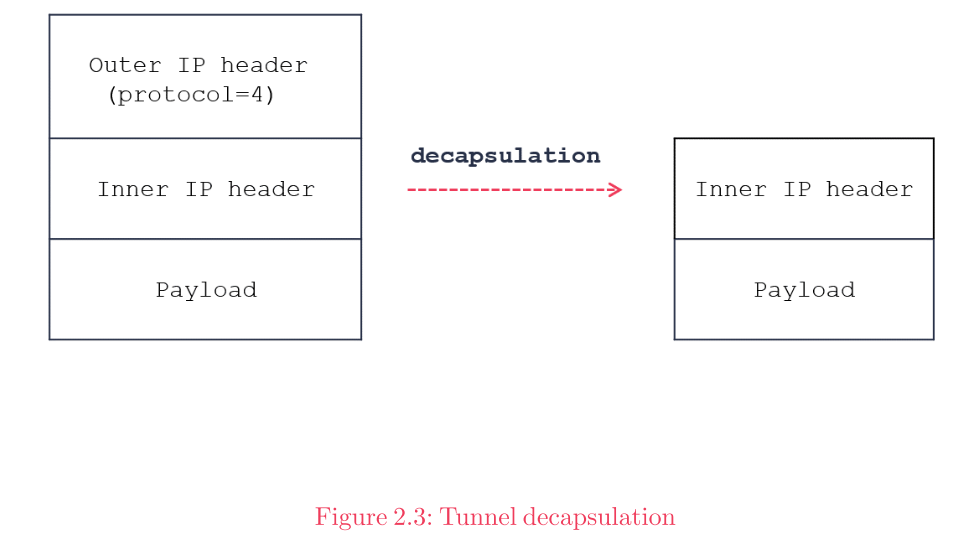 Outer IP header
(protocol=4)
Inner IP header
Payload
decapsulation
Inner IP header
Payload
Figure 2.3: Tunnel decapsulation